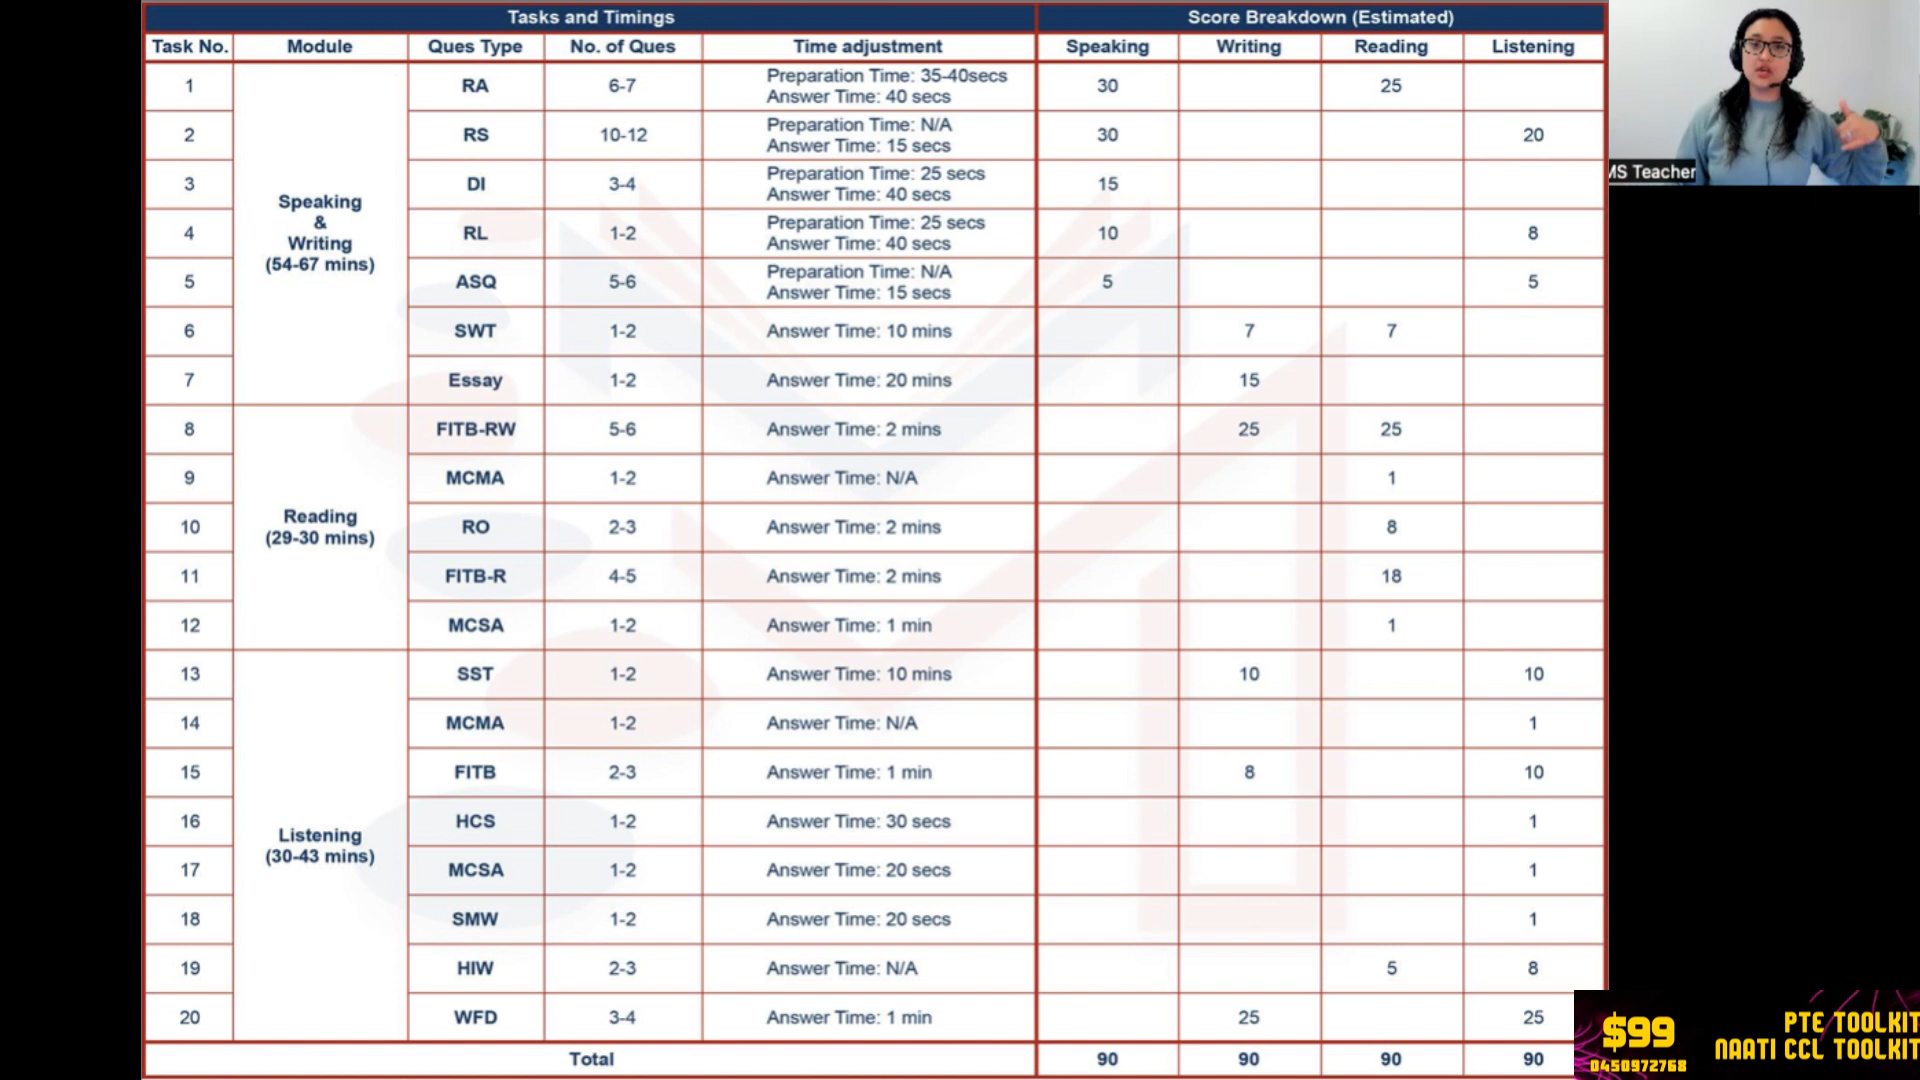 Tasks and Timings Score Breakdown (Estimated)
Task No. Module Ques Type No. of Ques Time adjustment Speaking Writing Reading Listening
Speaking
&
Writing
(54-67 mins)
1 RA 6-7 Preparation Time: 35-40secs
Answer Time: 40 secs 30 25
2 RS 10-12 Preparation Time: N/A
Answer Time: 15 secs 30 20
3 DI 3-4 Preparation Time: 25 secs
Answer Time: 40 secs 15
4 RL 1-2 Preparation Time: 25 secs
Answer Time: 40 secs 10 8
5 ASQ 5-6 Preparation Time: N/A
Answer Time: 15 secs 5 5
6 SWT 1-2 Answer Time: 10 mins 7 7
7 Essay 1-2 Answer Time: 20 mins 15
Reading
(29-30 mins)
8 FITB-RW 5-6 Answer Time: 2 mins 25 25
9 MCMA 1-2 Answer Time: N/A 1
10 RO 2-3 Answer Time: 2 mins 8
11 FITB-R 4-5 Answer Time: 2 mins 18
12 MCSA 1-2 Answer Time: 1 min 1
Listening
(30-43 mins)
13 SST 1-2 Answer Time: 10 mins 10 10
14 MCMA 1-2 Answer Time: N/A 1
15 FITB 2-3 Answer Time: 1 min 8 10
16 HCS 1-2 Answer Time: 30 secs 1
17 MCSA 1-2 Answer Time: 20 secs 1
18 SMW 1-2 Answer Time: 20 secs 1
19 HIW 2-3 Answer Time: N/A 5 8
20 WFD 3-4 Answer Time: 1 min 25 25
Total 90 90 90 90
MS Teacher
$99
0450972768
PTE TOOLKIT
NAATI CCL TOOLKIT